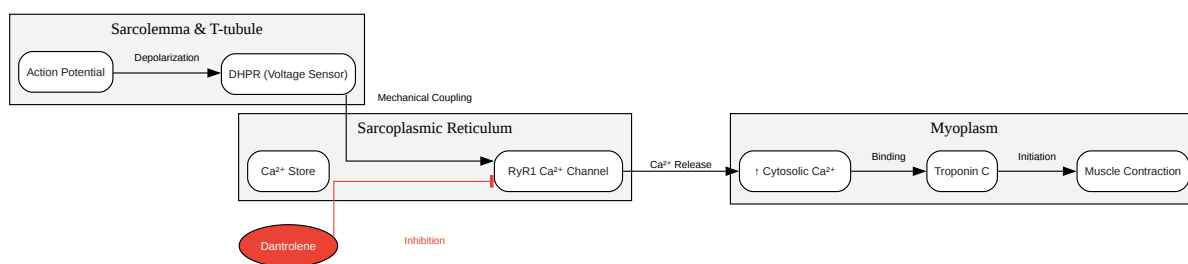 Sarcolemma & T-tubule
Action Potential
Depolarization
DHPR (Voltage Sensor)
Mechanical Coupling
Sarcoplasmic Reticulum
Ca²⁺ Store
RyR1 Ca²⁺ Channel
Ca²⁺ Release
Myoplasm
↑ Cytosolic Ca²⁺
Binding
Troponin C
Initiation
Muscle Contraction
Dantrolene
Inhibition